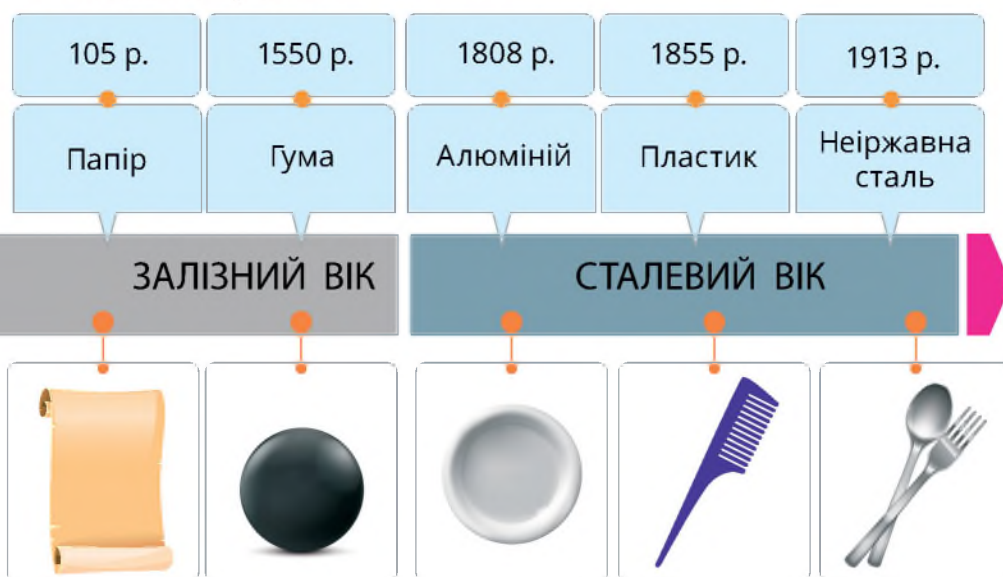 105 р.
1550 р.
1808 р.
1855 р.
1913 р.
Папір
Гума
Алюміній
Пластик
Неіржавна
сталь
ЗАЛІЗНИЙ ВІК
СТАЛЕВИЙ ВІК